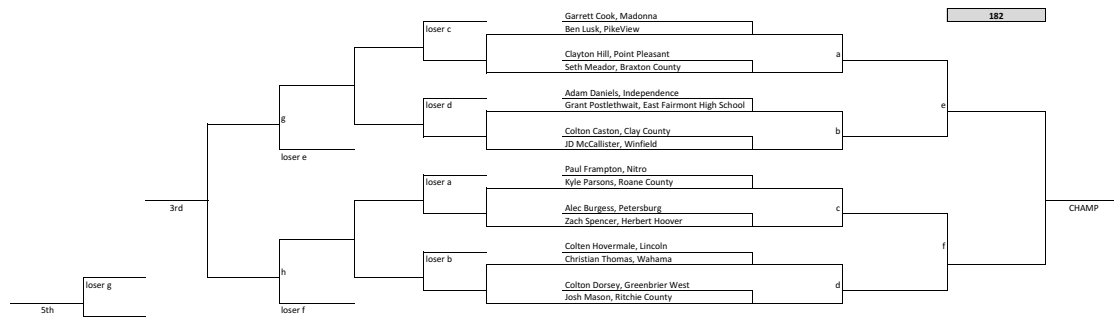 182
Garrett Cook, Madonna
loser c
Ben Lusk, PikeView
Clayton Hill, Point Pleasant
a
Seth Meador, Braxton County
Adam Daniels, Independence
loser d
Grant Postlethwait, East Fairmont High School
e
g
Colton Caston, Clay County
b
JD McCallister, Winfield
loser e
Paul Frampton, Nitro
loser a
Kyle Parsons, Roane County
3rd
Alec Burgess, Petersburg
c
CHAMP
Zach Spencer, Herbert Hoover
Colten Hovermale, Lincoln
f
loser b
Christian Thomas, Wahama
h
loser g
Colton Dorsey, Greenbrier West
d
Josh Mason, Ritchie County
5th
loser f